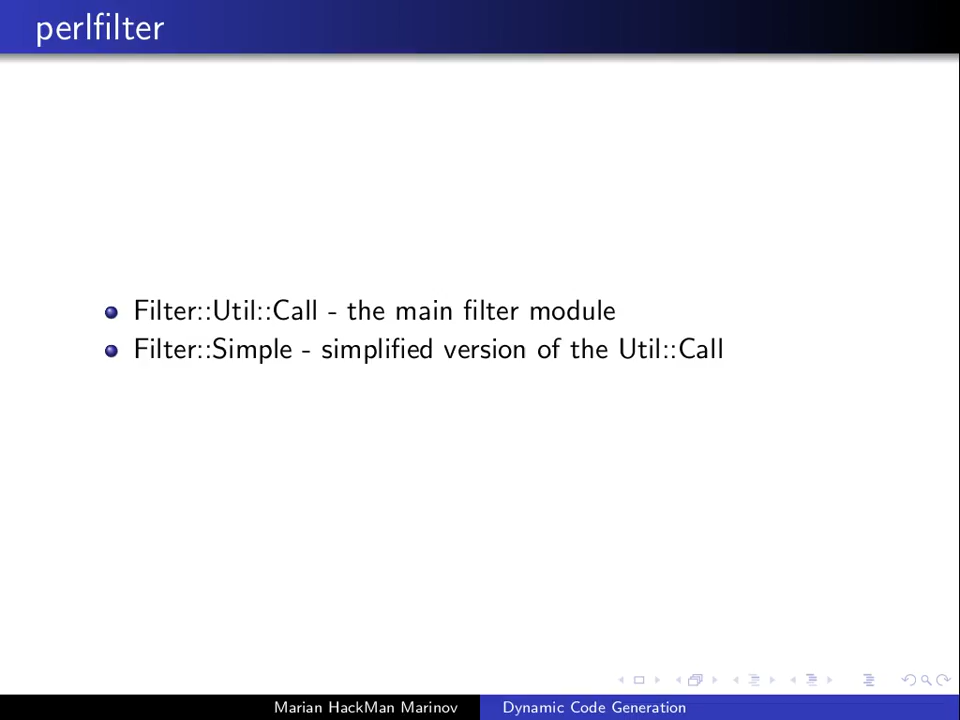 perlfilter
Filter::Util::Call - the main filter module
Filter::Simple - simplified version of the Util::Call
Marian HackMan Marinov
Dynamic Code Generation